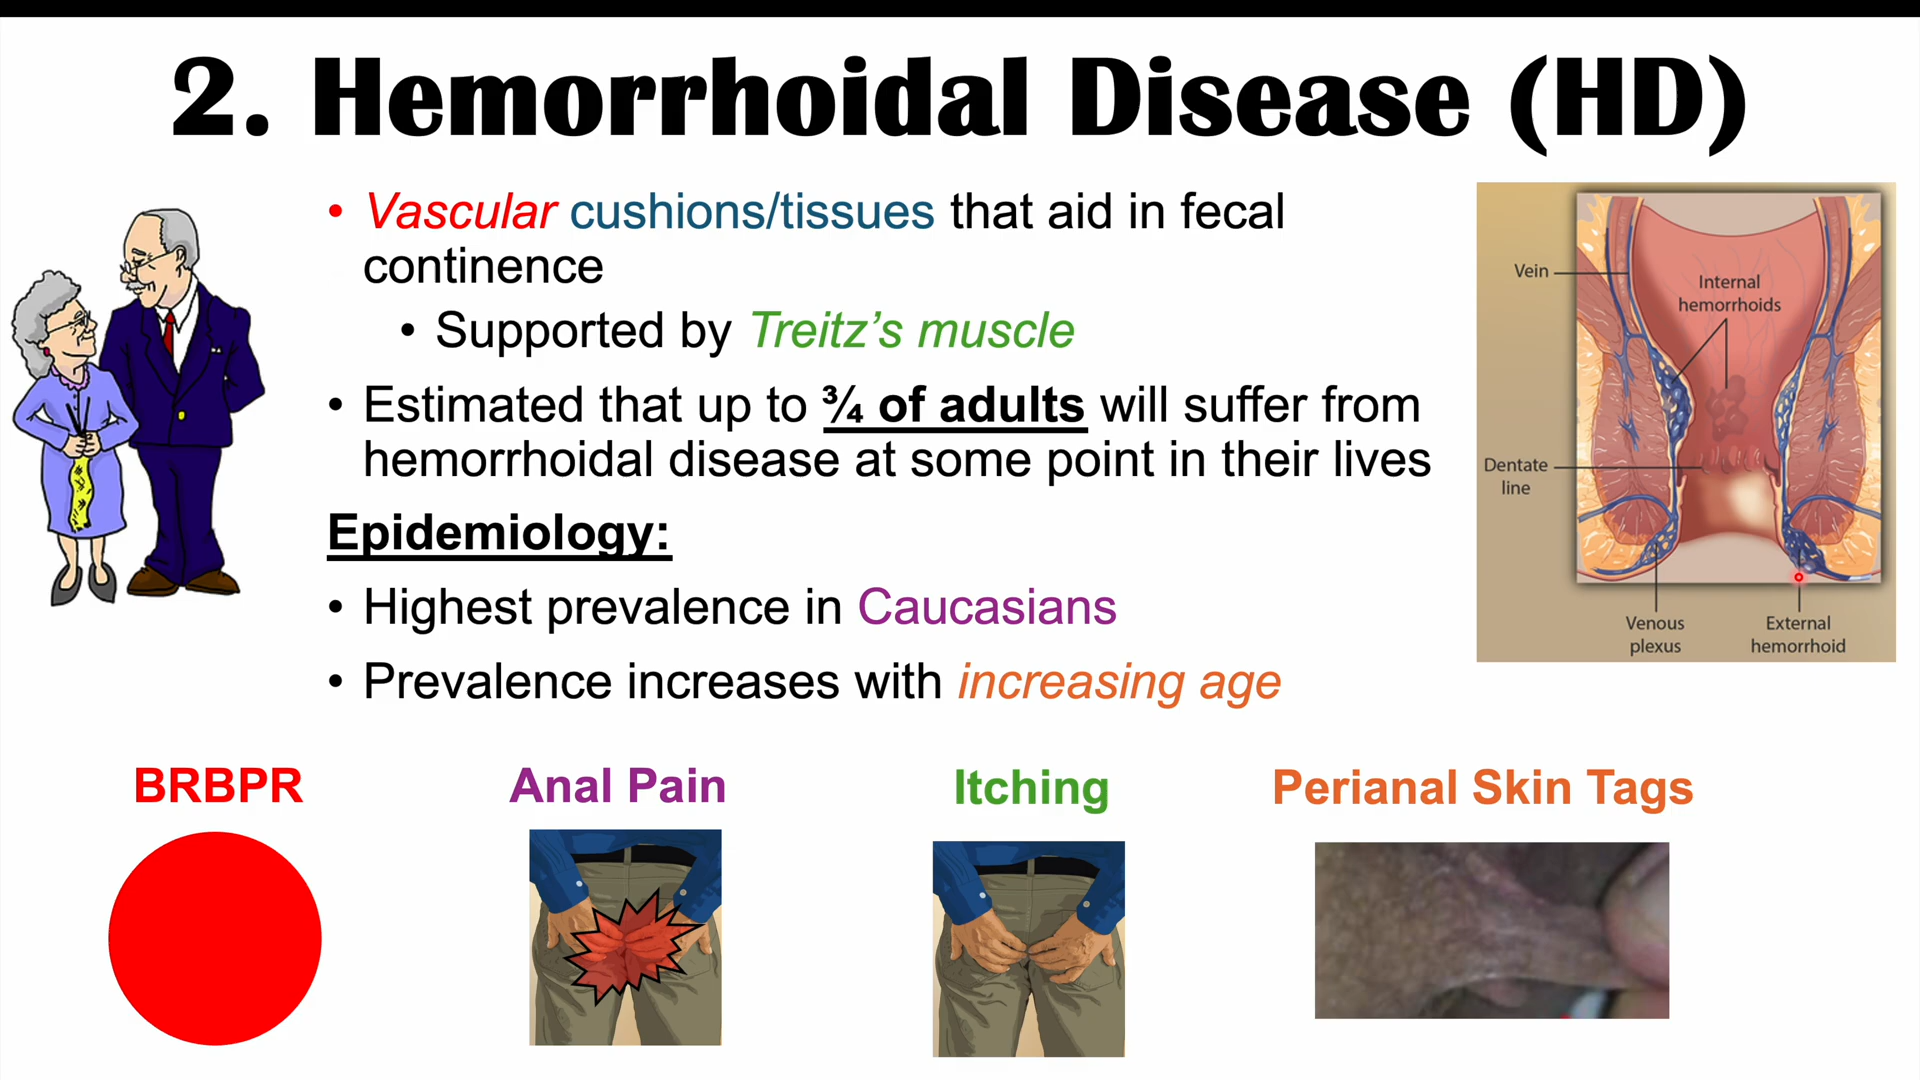 2. Hemorrhoidal Disease (HD)
• Vascular cushions/tissues that aid in fecal
continence
• Supported by Treitz’s muscle
• Estimated that up to ¾ of adults will suffer from
hemorrhoidal disease at some point in their lives
Epidemiology:
• Highest prevalence in Caucasians
• Prevalence increases with increasing age
Vein
Internal
hemorrhoids
Dentate
line
Venous
plexus
External
hemorrhoid
BRBPR
Anal Pain
Itching
Perianal Skin Tags